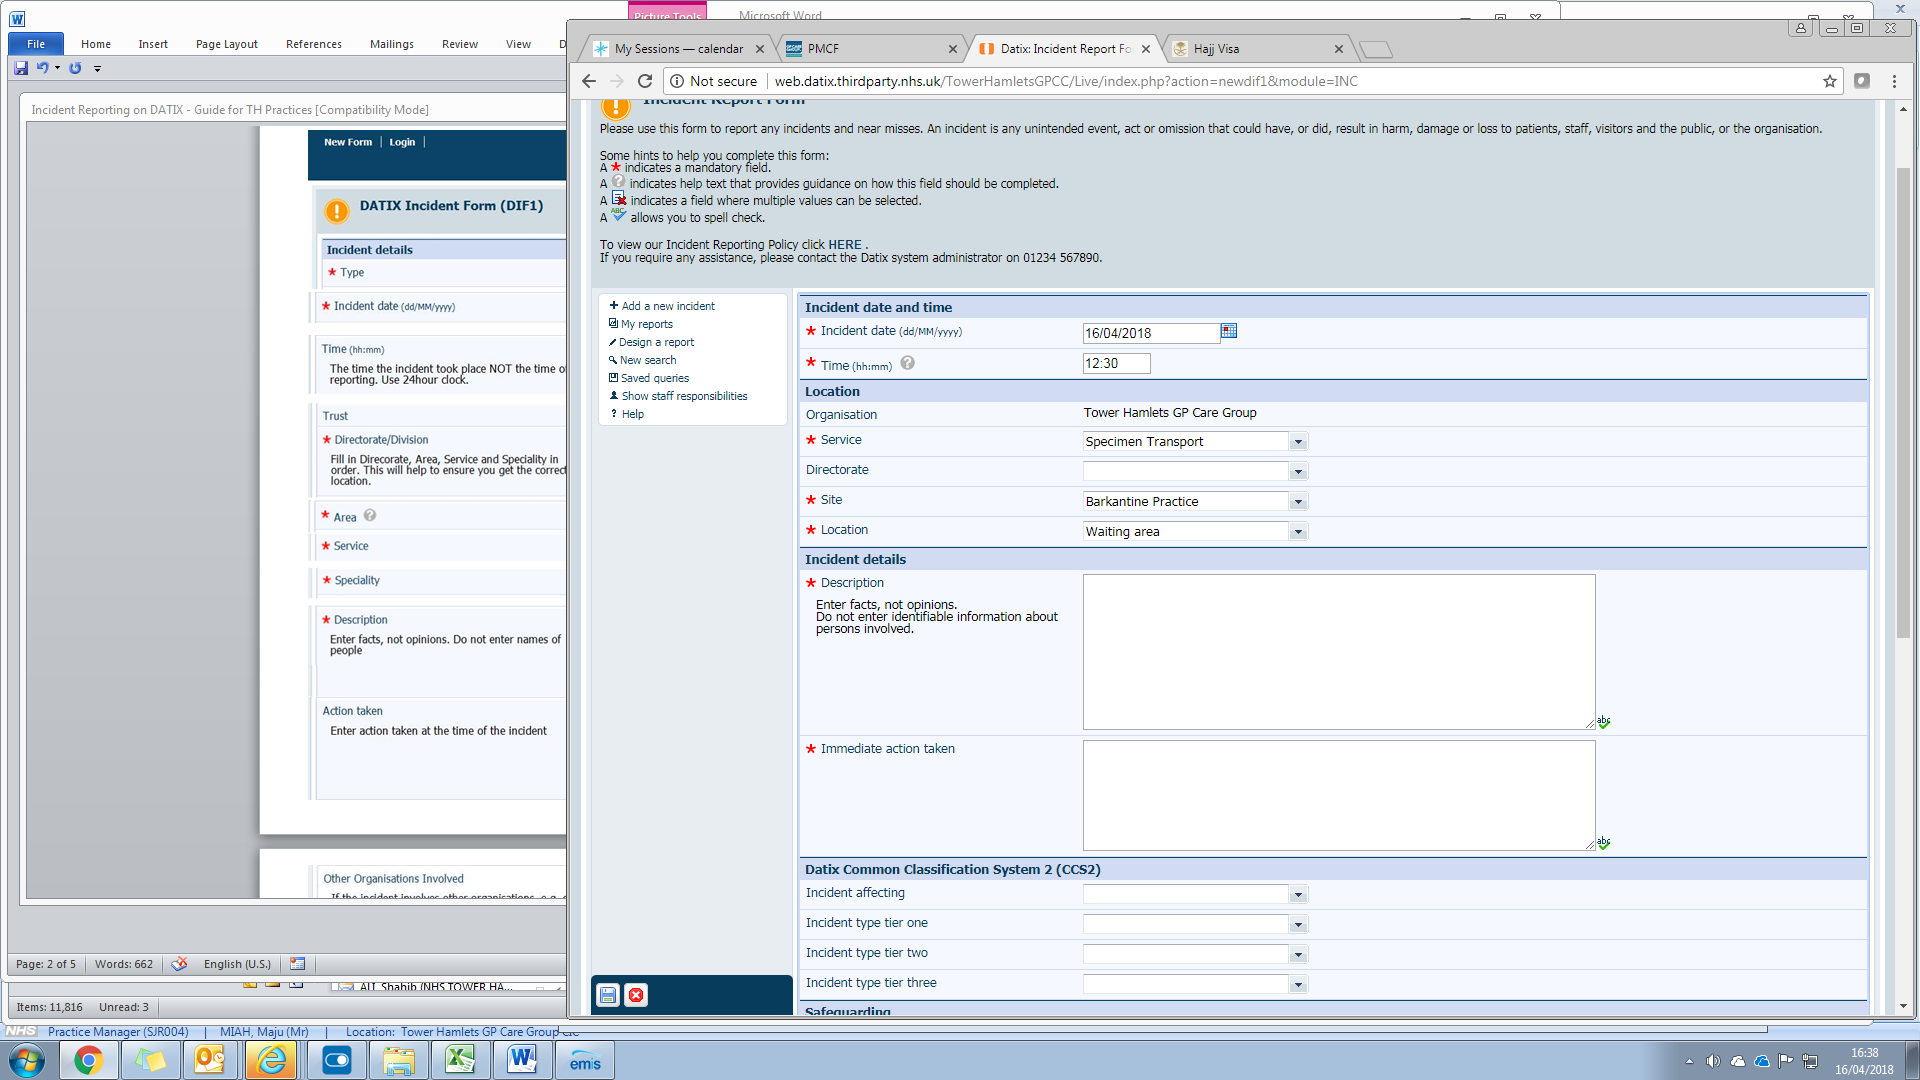 Picture Tools
Microsoft Word
File
Home
Insert
Page Layout
References
Mailings
Review
View
Incident Reporting on DATIX - Guide for TH Practices [Compatibility Mode]
New Form | Login |
DATIX Incident Form (DIF1)
Incident details
* Type
* Incident date (dd/MM/yyyy)
Time (hh:mm)
The time the incident took place NOT the time of
reporting. Use 24hour clock.
Trust
* Directorate/Division
Fill in Direcorate, Area, Service and Speciality in
order. This will help to ensure you get the correct
location.
* Area ?
* Service
* Speciality
* Description
Enter facts, not opinions. Do not enter names of
people
Action taken
Enter action taken at the time of the incident
Other Organisations Involved
Page: 2 of 5
Words: 662
English (U.S.)
ALI, Shahib (NHS TOWER HA...
Items: 11,816
Unread: 3
NHS
Practice Manager (SJR004) | MIAH, Maju (Mr) | Location: Tower Hamlets GP Care Group CIC
My Sessions — calendar
PMCF
Datix: Incident Report Fo
Hajj Visa
Not secure | web.datix.thirdparty.nhs.uk/TowerHamletsGPCC/Live/index.php?action=newdif1&module=INC
Incident Report Form
Please use this form to report any incidents and near misses. An incident is any unintended event, act or omission that could have, or did, result in harm, damage or loss to patients, staff, visitors and the public, or the organisation.
Some hints to help you complete this form:
A * indicates a mandatory field.
A ? indicates help text that provides guidance on how this field should be completed.
A indicates a field where multiple values can be selected.
A ABC allows you to spell check.
To view our Incident Reporting Policy click HERE .
If you require any assistance, please contact the Datix system administrator on 01234 567890.
Add a new incident
My reports
Design a report
New search
Saved queries
Show staff responsibilities
? Help
Incident date and time
* Incident date (dd/MM/yyyy) 16/04/2018
* Time (hh:mm) ? 12:30
Location
Organisation Tower Hamlets GP Care Group
* Service Specimen Transport
Directorate
* Site Barkantine Practice
* Location Waiting area
Incident details
* Description
Enter facts, not opinions.
Do not enter identifiable information about
persons involved.
abc
* Immediate action taken
abc
Datix Common Classification System 2 (CCS2)
Incident affecting
Incident type tier one
Incident type tier two
Incident type tier three
Safeguarding
emis
16:38
16/04/2018